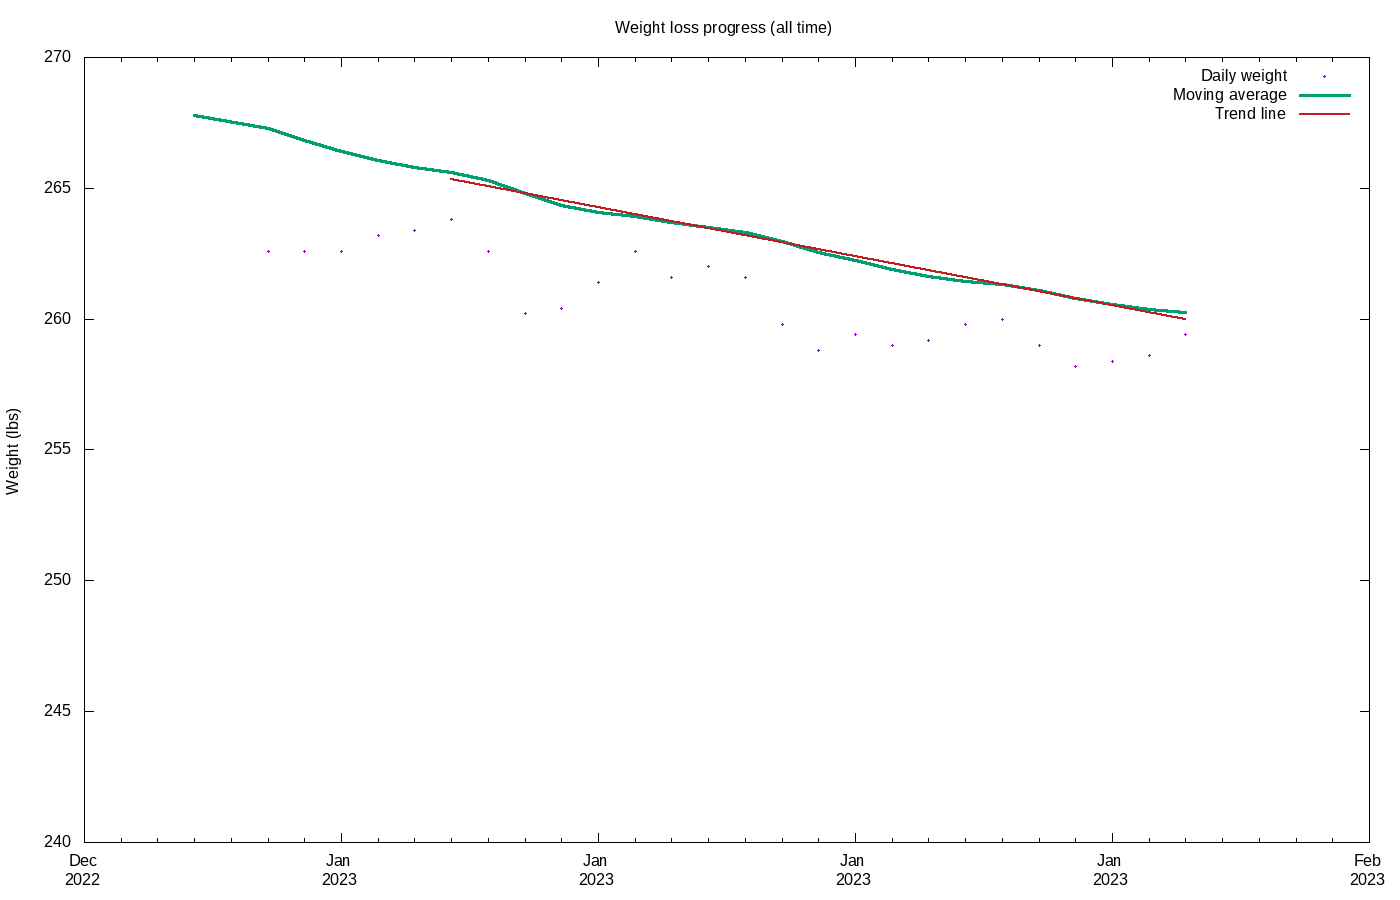 Weight loss progress (all time)
270
265
260
255
250
245
240
Weight (lbs)
Daily weight
Moving average
Trend line
Dec
2022
Jan
2023
Jan
2023
Jan
2023
Jan
2023
Feb
2023